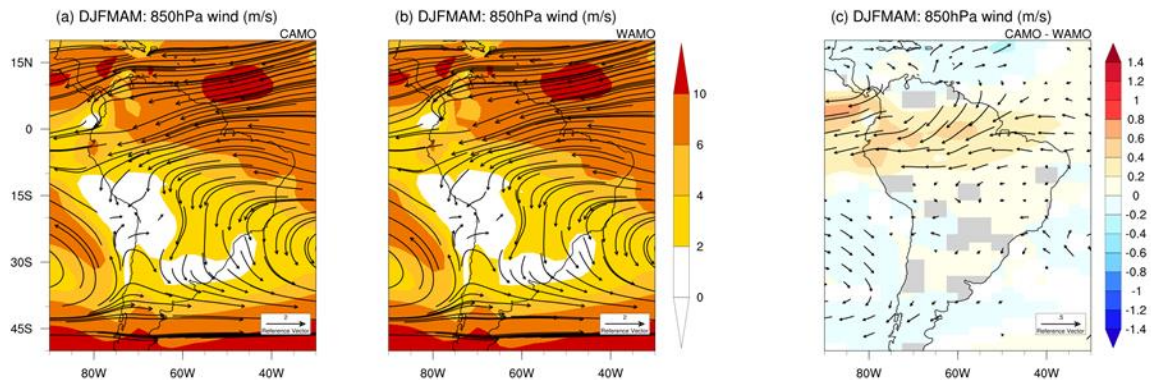 (a) DJFMAM: 850hPa wind (m/s)
CAMO
15N
0
15S
30S
45S
80W
60W
40W
2
Reference Vector
(b) DJFMAM: 850hPa wind (m/s)
WAMO
80W
60W
40W
2
Reference Vector
10
6
4
2
0
(c) DJFMAM: 850hPa wind (m/s)
CAMO - WAMO
80W
60W
40W
.5
Reference Vector
1.4
1.2
1
0.8
0.6
0.4
0.2
0
-0.2
-0.4
-0.6
-0.8
-1
-1.2
-1.4